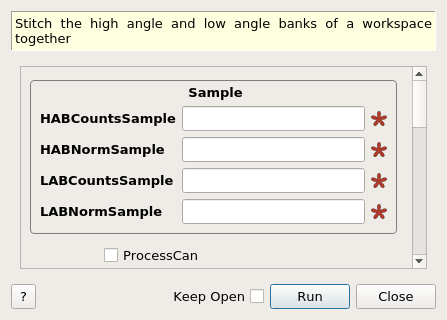 Stitch the high angle and low angle banks of a workspace
together
Sample
HABCountsSample
HABNormSample
LABCountsSample
LABNormSample
ProcessCan
? Keep Open Run Close